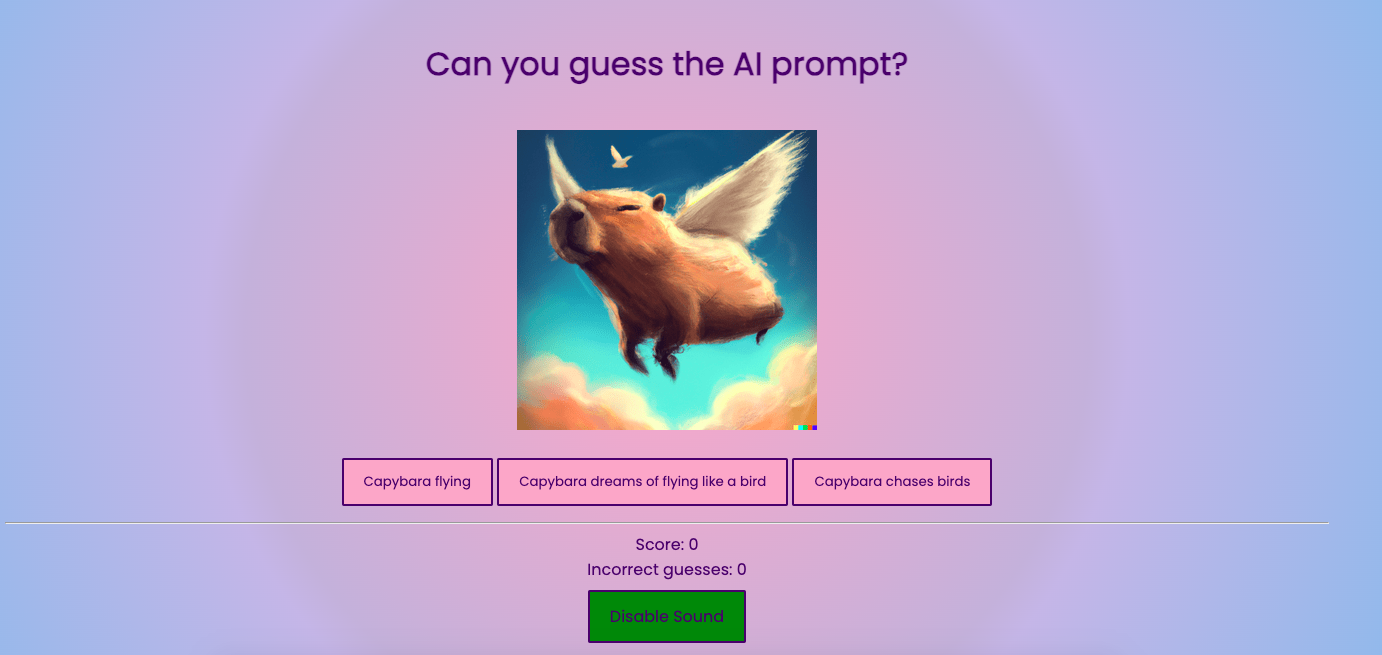 Can you guess the AI prompt?
Capybara flying
Capybara dreams of flying like a bird
Capybara chases birds
Score: 0
Incorrect guesses: 0
Disable Sound